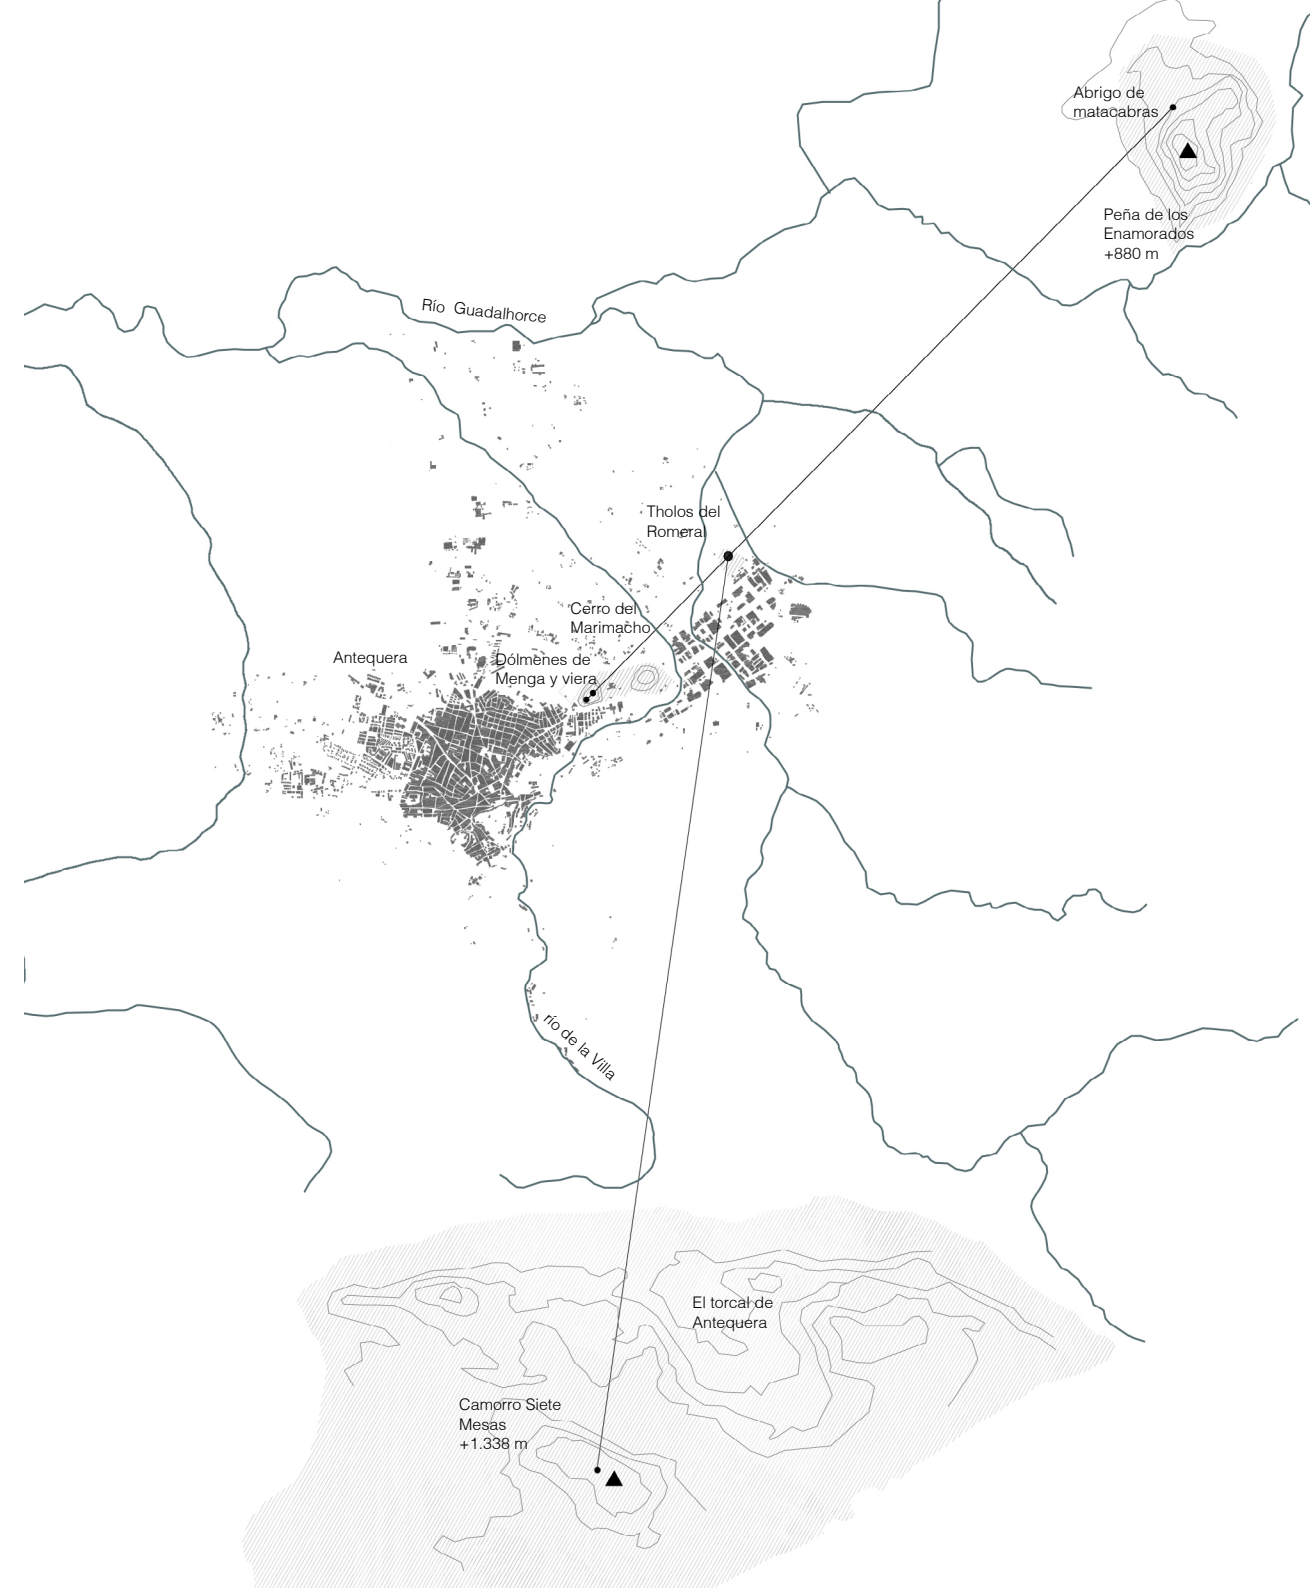 Abrigo de
matacabras
Peña de los
Enamorados
+880 m
Río Guadalhorce
Tholos del
Romeral
Cerro del
Marimacho
Antequera
Dólmenes de
Menga y viera
río de la Villa
El torcal de
Antequera
Camorro Siete
Mesas
+1.338 m